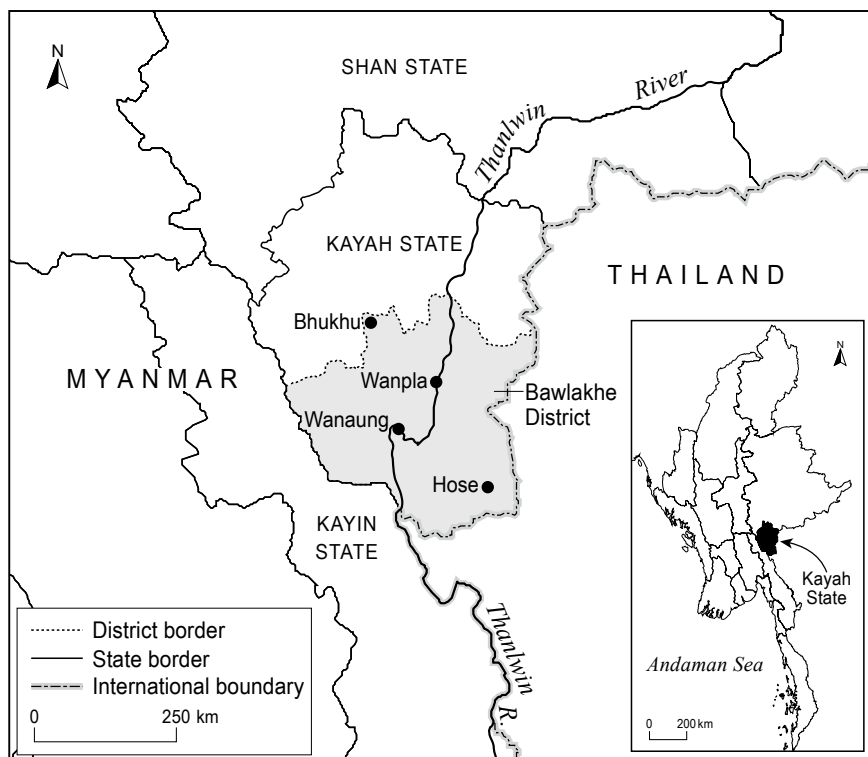 N
SHAN STATE
Thanlwin
River
KAYAH STATE
THAILAND
Bhukhu
MYANMAR
Wanpla
Bawlakhe
District
Wanaung
Hose
KAYIN
STATE
Thanlwin
R.
District border
State border
International boundary
0 250 km
N
Kayah
State
Andaman Sea
0 200 km